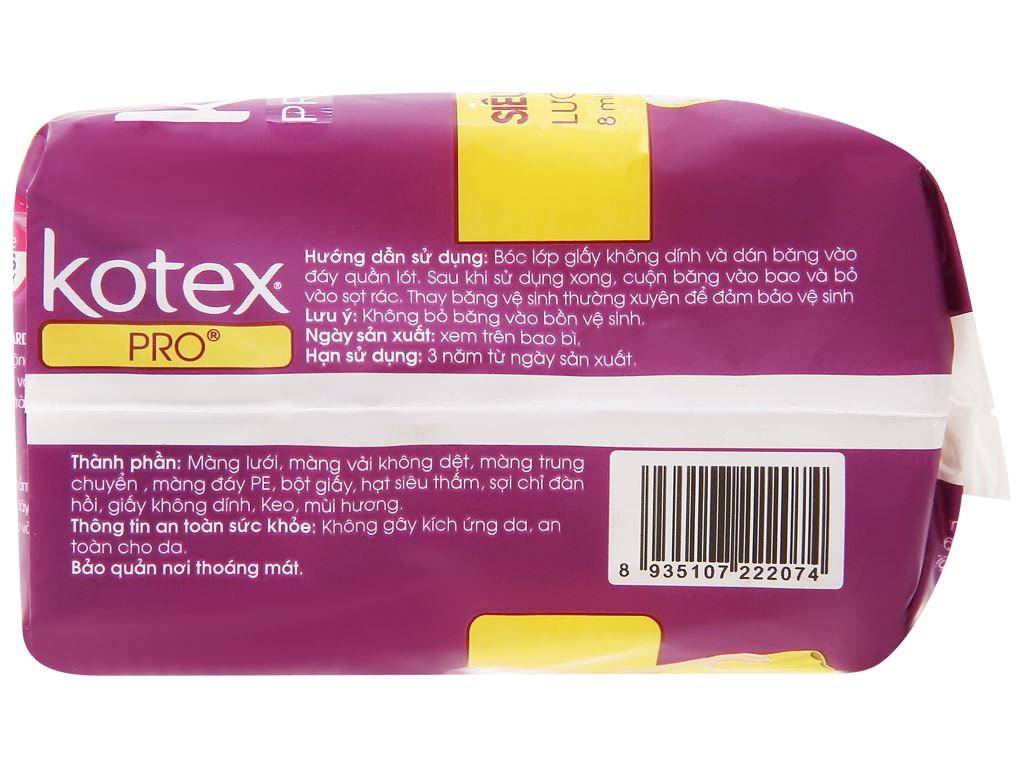 SIÊU
8 mi
kotex®
PRO®
Hướng dẫn sử dụng: Bóc lớp giấy không dính và dán băng vào
đáy quần lót. Sau khi sử dụng xong, cuộn băng vào bao và bỏ
vào sọt rác. Thay băng vệ sinh thường xuyên để đảm bảo vệ sinh
Lưu ý: Không bỏ băng vào bồn vệ sinh.
Ngày sản xuất: xem trên bao bì.
Hạn sử dụng: 3 năm từ ngày sản xuất.
Thành phần: Màng lưới, màng vải không dệt, màng trung
chuyển , màng đáy PE, bột giấy, hạt siêu thấm, sợi chỉ đàn
hồi, giấy không dính, Keo, mùi hương.
Thông tin an toàn sức khỏe: Không gây kích ứng da, an
toàn cho da.
Bảo quản nơi thoáng mát.
8 935107 222074